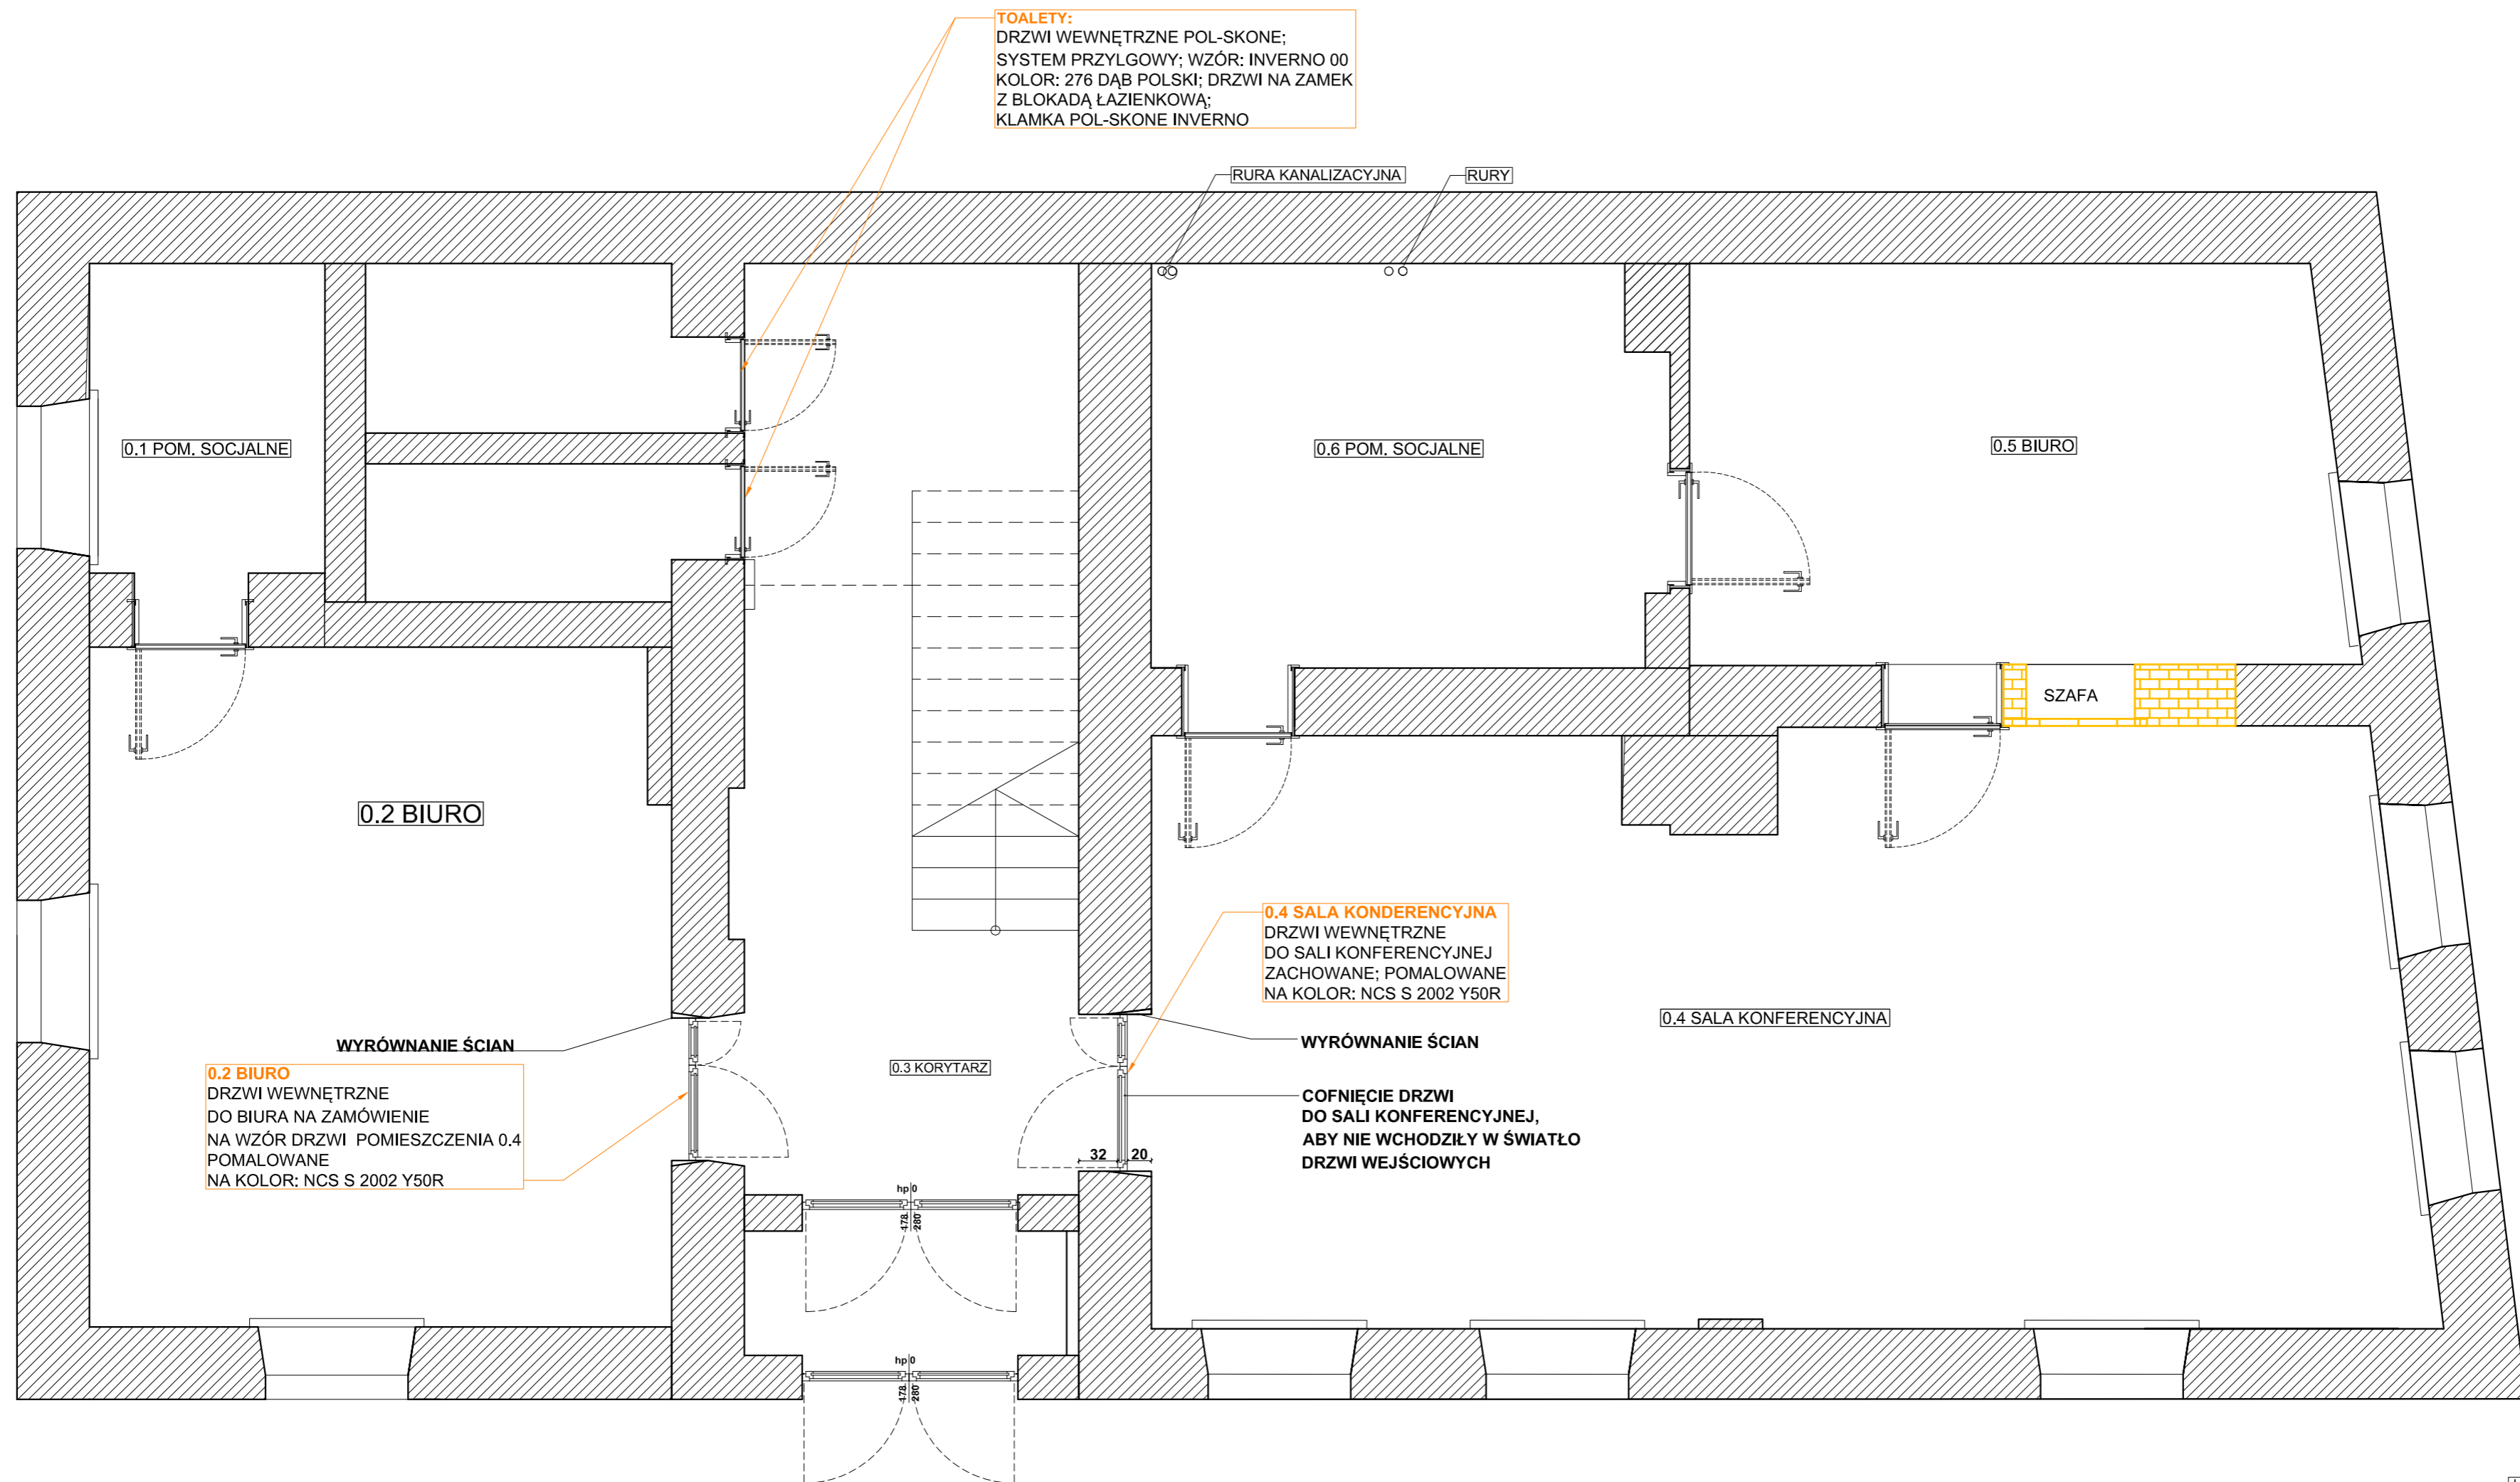 TOALETY:
DRZWI WEWNĘTRZNE POL-SKONE;
SYSTEM PRZYLGOWY; WZÓR: INVERNO 00
KOLOR: 276 DĄB POLSKI; DRZWI NA ZAMEK
Z BLOKADĄ ŁAZIENKOWĄ;
KLAMKA POL-SKONE INVERNO
RURA KANALIZACYJNA
RURY
0.1 POM. SOCJALNE
0.6 POM. SOCJALNE
0.5 BIURO
SZAFA
0.2 BIURO
0.4 SALA KONDERENCYJNA
DRZWI WEWNĘTRZNE
DO SALI KONFERENCYJNEJ
ZACHOWANE; POMALOWANE
NA KOLOR: NCS S 2002 Y50R
0.4 SALA KONFERENCYJNA
WYRÓWNANIE ŚCIAN
WYRÓWNANIE ŚCIAN
0.3 KORYTARZ
0.2 BIURO
DRZWI WEWNĘTRZNE
DO BIURA NA ZAMÓWIENIE
NA WZÓR DRZWI POMIESZCZENIA 0.4
POMALOWANE
NA KOLOR: NCS S 2002 Y50R
COFNIĘCIE DRZWI
DO SALI KONFERENCYJNEJ,
ABY NIE WCHODZIŁY W ŚWIATŁO
DRZWI WEJŚCIOWYCH
32
20
hp 0
178
280
hp 0
178
280